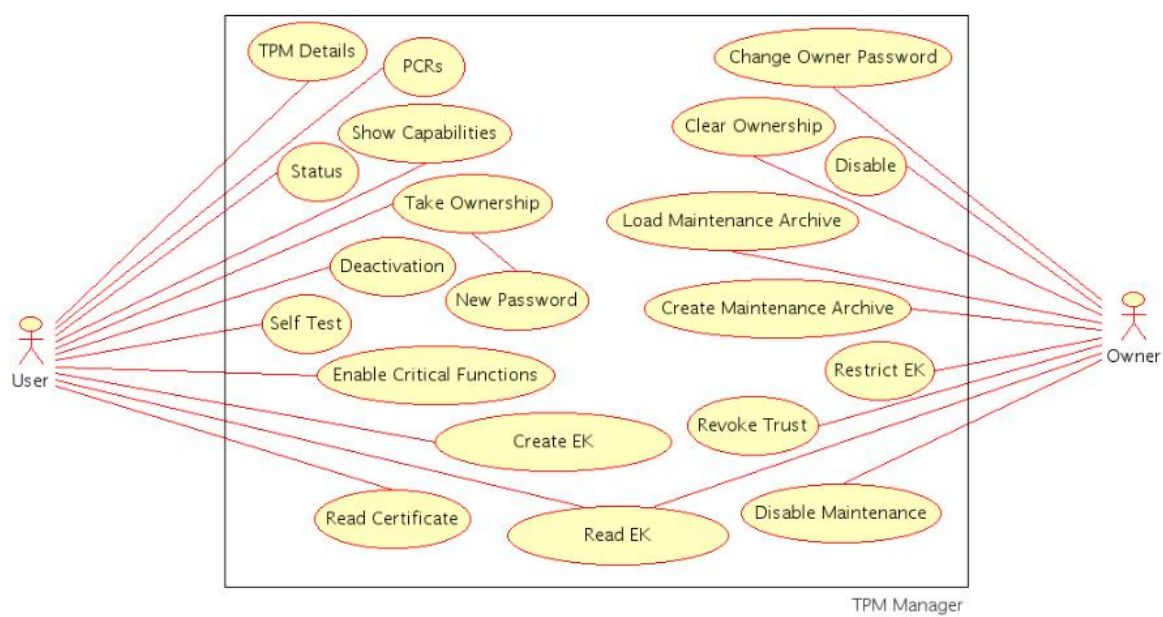 TPM Details
PCRs
Change Owner Password
Show Capabilities
Clear Ownership
Status
Disable
Take Ownership
Load Maintenance Archive
Deactivation
New Password
Create Maintenance Archive
Self Test
User
Owner
Enable Critical Functions
Restrict EK
Revoke Trust
Create EK
Read Certificate
Read EK
Disable Maintenance
TPM Manager